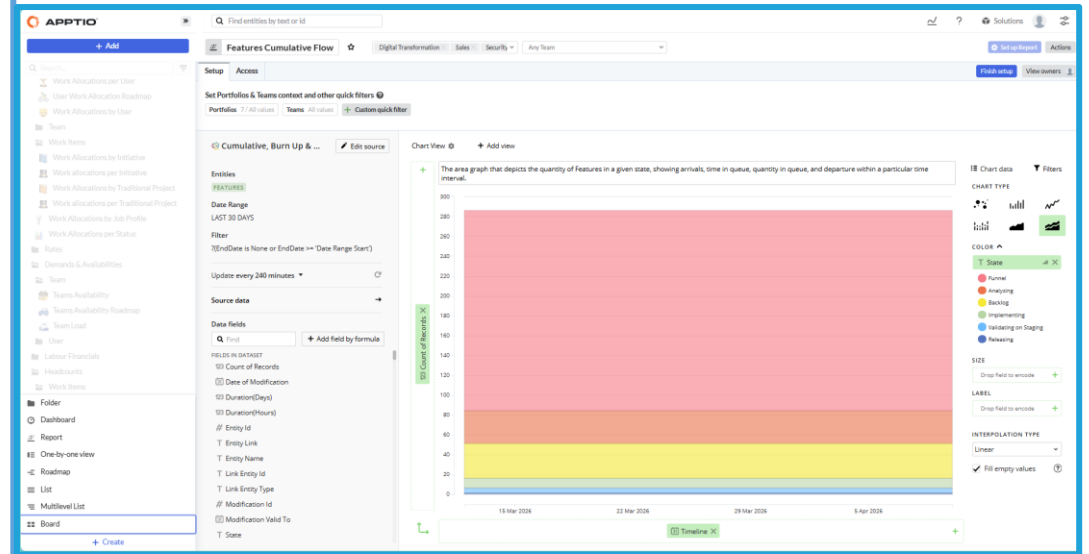 APPTIO
Find entities by text or id
? Solutions
+ Add
Features Cumulative Flow
Digital Transformation Sales Security Any Team
Set up Report Actions
Search...
Work Allocations per User
User Work Allocation Roadmap
Work Allocations by User
Team
Work Items
Work Allocations by Initiative
Work allocations per Initiative
Work Allocations by Traditional Project
Work allocations per Traditional Project
Work Allocations by Job Profile
Work Allocations per Status
Rates
Demands & Availabilities
Team
Teams Availability
Teams Availability Roadmap
Team Load
User
Labour Financials
Headcounts
Work Items
Folder
Dashboard
Report
One-by-one view
Roadmap
List
Multilevel List
Board
+ Create
Setup Access
Finish setup View owners
Set Portfolios & Teams context and other quick filters
Portfolios 7 / All values Teams All values + Custom quick filter
Cumulative, Burn Up & ... Edit source
Entities
FEATURES
Date Range
LAST 30 DAYS
Filter
?(EndDate is None or EndDate >= 'Date Range Start')
Update every 240 minutes
Source data
Data fields
Find + Add field by formula
FIELDS IN DATASET
Count of Records
Date of Modification
Duration(Days)
Duration(Hours)
# Entity Id
T Entity Link
T Entity Name
T Link Entity Id
T Link Entity Type
# Modification Id
Modification Valid To
T State
Chart View + Add view
The area graph that depicts the quantity of Features in a given state, showing arrivals, time in queue, quantity in queue, and departure within a particular time
interval.
Count of Records
300
280
260
240
220
200
180
160
140
120
100
80
60
40
20
0
15 Mar 2026 22 Mar 2026 29 Mar 2026 5 Apr 2026
Timeline
Chart data Filters
CHART TYPE
COLOR
T State
Funnel
Analyzing
Backlog
Implementing
Validating on Staging
Releasing
SIZE
Drop field to encode +
LABEL
Drop field to encode +
INTERPOLATION TYPE
Linear
Fill empty values ?